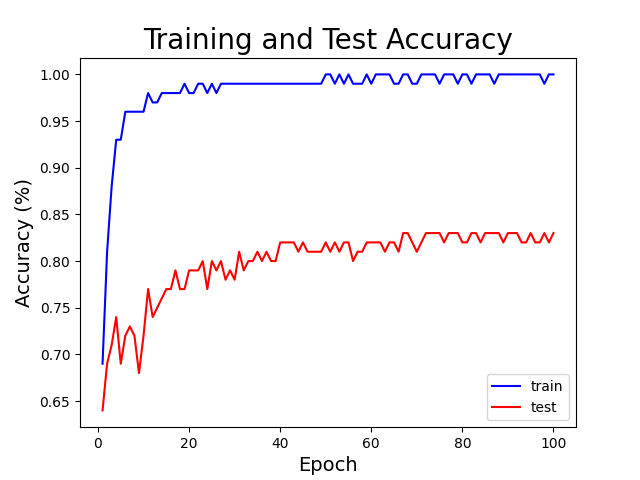 Training and Test Accuracy
Accuracy (%)
1.00
0.95
0.90
0.85
0.80
0.75
0.70
0.65
train
test
0 20 40 60 80 100
Epoch